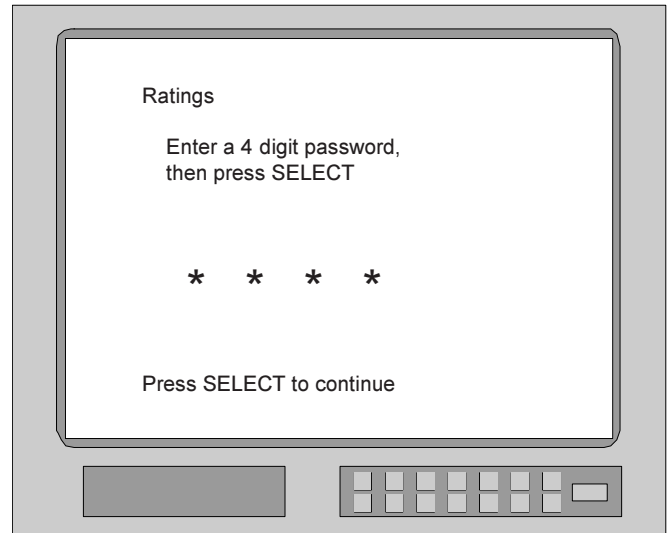 Ratings
Enter a 4 digit password,
then press SELECT
* * * *
Press SELECT to continue